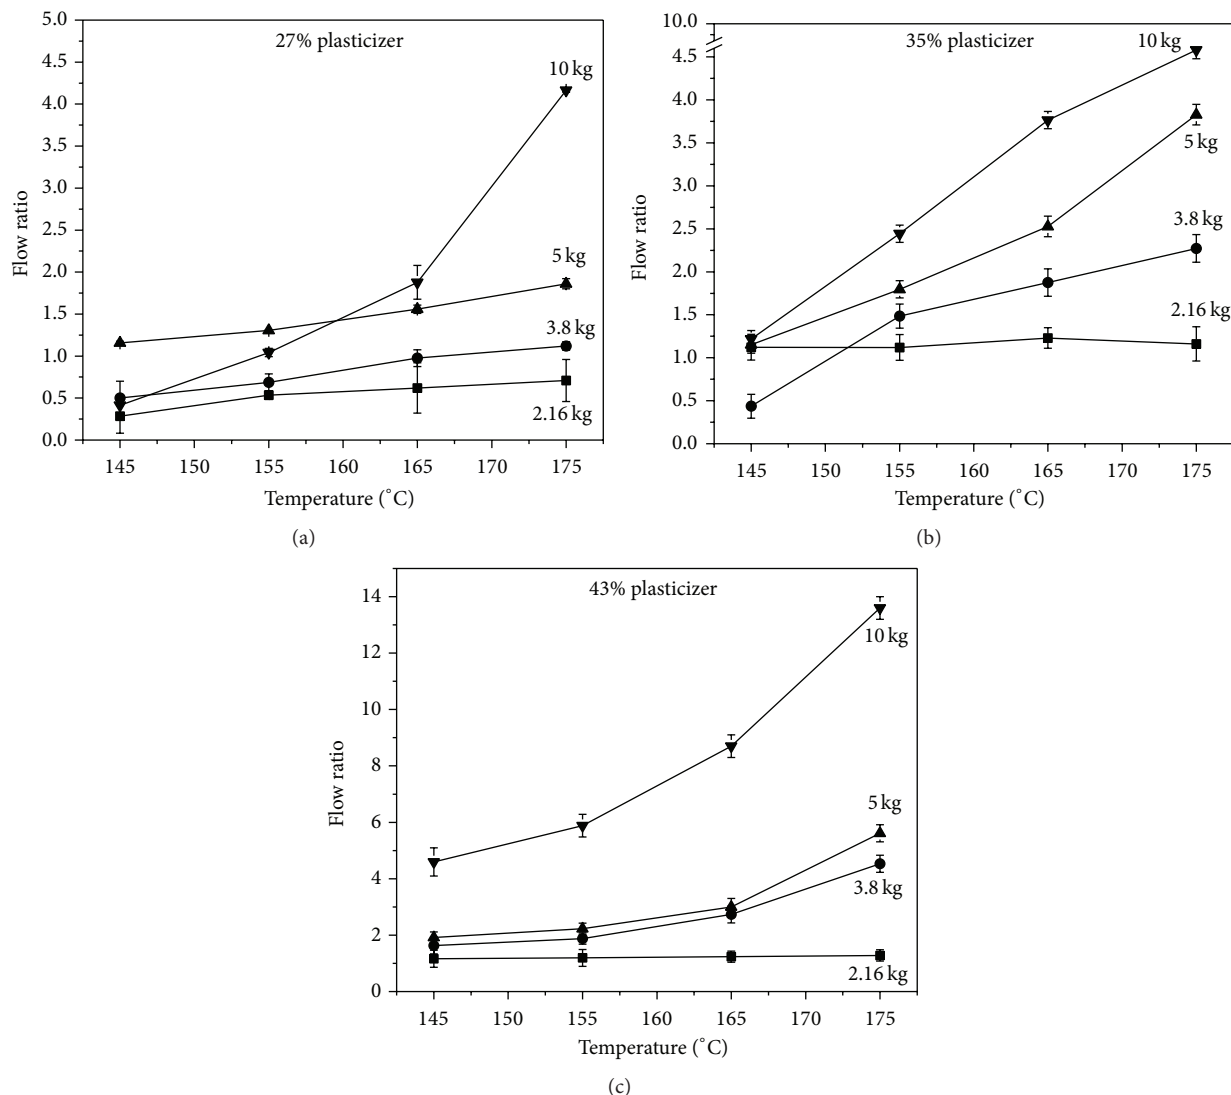 27% plasticizer
5.0
4.5
4.0
3.5
3.0
2.5
2.0
1.5
1.0
0.5
0.0
Flow ratio
10 kg
5 kg
3.8 kg
2.16 kg
145 150 155 160 165 170 175
Temperature (°C)
(a)
35% plasticizer
10.0
4.5
4.0
3.5
3.0
2.5
2.0
1.5
1.0
0.5
0.0
Flow ratio
10 kg
5 kg
3.8 kg
2.16 kg
145 150 155 160 165 170 175
Temperature (°C)
(b)
43% plasticizer
14
12
10
8
6
4
2
0
Flow ratio
10 kg
5 kg
3.8 kg
2.16 kg
145 150 155 160 165 170 175
Temperature (°C)
(c)